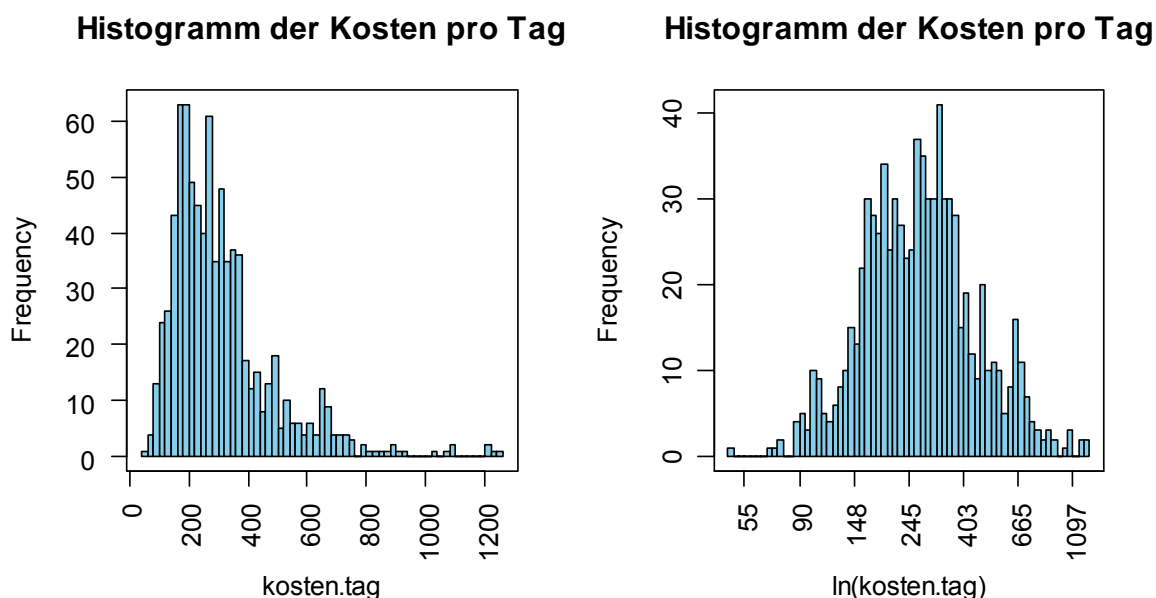 Histogramm der Kosten pro Tag
Frequency
60
50
40
30
20
10
0
0 200 400 600 800 1000 1200
kosten.tag
Histogramm der Kosten pro Tag
Frequency
40
30
20
10
0
55 90 148 245 403 665 1097
ln(kosten.tag)